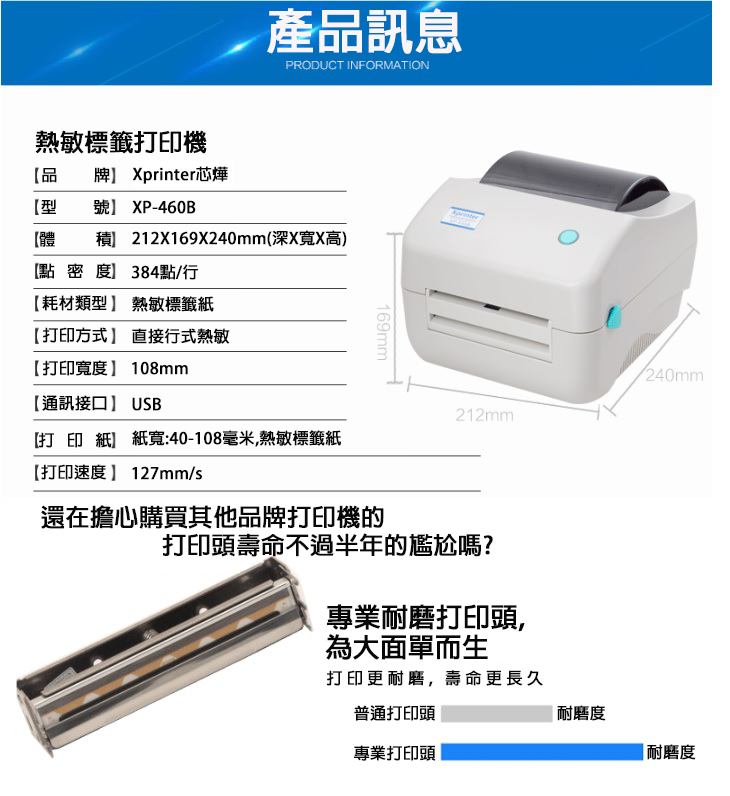 產品訊息
PRODUCT INFORMATION
熱敏標籤打印機
【品 牌】 Xprinter芯燁
【型 號】 XP-460B
【體 積】 212X169X240mm(深X寬X高)
【點 密 度】 384點/行
【耗材類型】 熱敏標籤紙
【打印方式】 直接行式熱敏
【打印寬度】 108mm
【通訊接口】 USB
【打 印 紙】 紙寬:40-108毫米,熱敏標籤紙
【打印速度】 127mm/s
Xprinter
169mm
212mm
240mm
還在擔心購買其他品牌打印機的
打印頭壽命不過半年的尷尬嗎?
專業耐磨打印頭,
為大面單而生
打印更耐磨, 壽命更長久
普通打印頭 耐磨度
專業打印頭 耐磨度